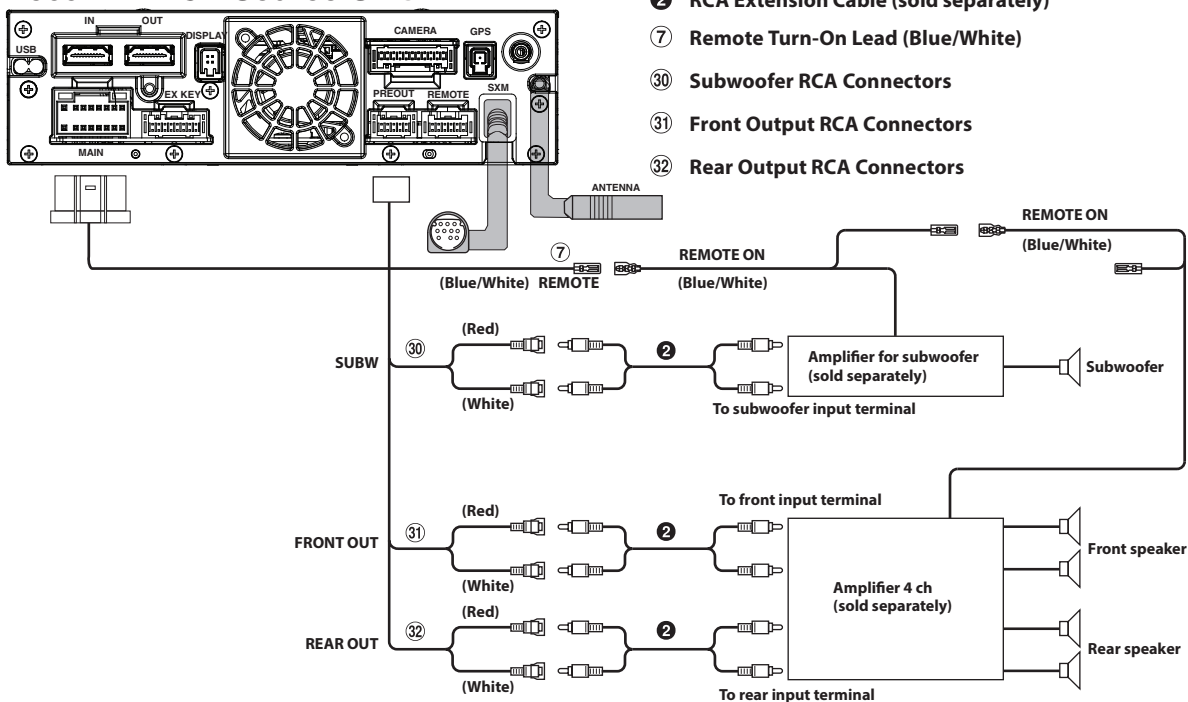 ❷ RCA Extension Cable (sold separately)
⑦ Remote Turn-On Lead (Blue/White)
㉚ Subwoofer RCA Connectors
㉛ Front Output RCA Connectors
㉜ Rear Output RCA Connectors
IN OUT
USB
DISPLAY
CAMERA
GPS
EX KEY
PREOUT REMOTE
SXM
MAIN
ANTENNA
⑦
(Blue/White) REMOTE
REMOTE ON
(Blue/White)
REMOTE ON
(Blue/White)
SUBW
㉚
(Red)
(White)
❷
Amplifier for subwoofer
(sold separately)
Subwoofer
To subwoofer input terminal
FRONT OUT
㉛
(Red)
(White)
❷
To front input terminal
Amplifier 4 ch
(sold separately)
Front speaker
REAR OUT
㉜
(Red)
(White)
❷
Rear speaker
To rear input terminal